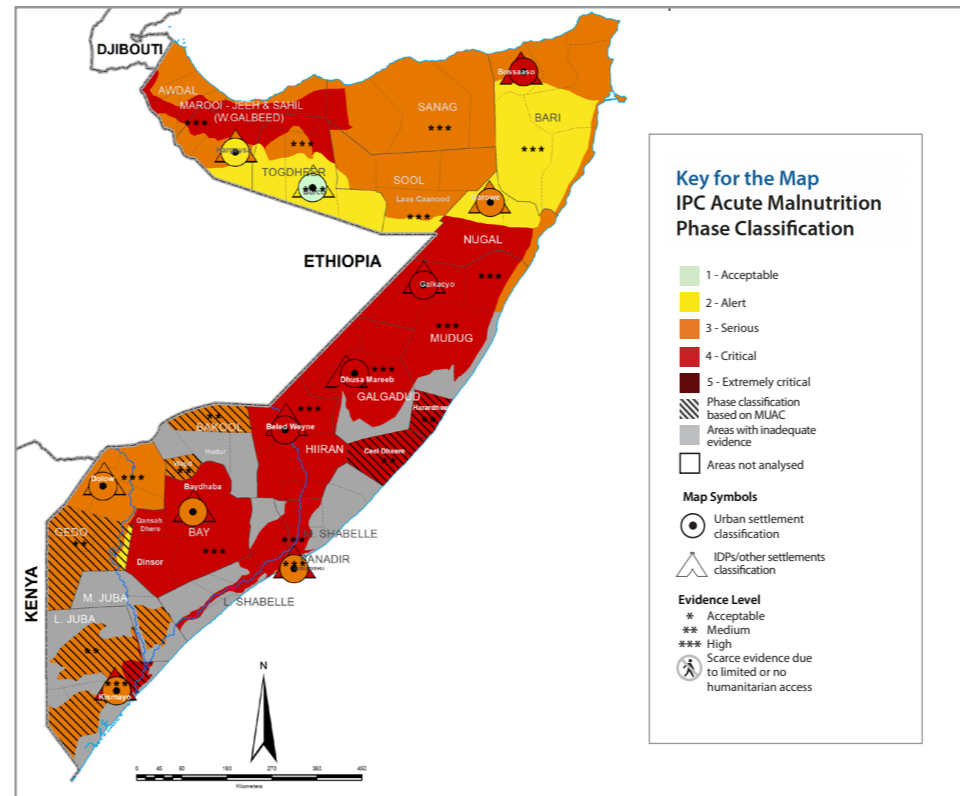 DJIBOUTI
Bossaaso
AWDAL
MAROOI - JEEH & SAHIL
(W.GALBEED)
SANAG
BARI
***
***
***
***
Hargeysa
TOGDHEER
SOOL
***
Laas Caanood
***
Garowe
NUGAL
ETHIOPIA
***
Galkacyo
***
MUDUG
***
Dhusa Mareeb
GALGADUD
Harardhee
**
***
**
BAKOOL
Beled Weyne
HIIRAN
Ceel Dheere
**
Hudur
Wajid
**
***
Dolow
Baydhaba
Qansah
Dhere
GEDO
**
BAY
***
Dinsor
***
SHABELLE
***
BANADIR
KENYA
M. JUBA
L. SHABELLE
L. JUBA
**
***
Kismayo
N
0 45 90 180 270 360 450
Kilometers
Key for the Map
IPC Acute Malnutrition
Phase Classification
1 - Acceptable
2 - Alert
3 - Serious
4 - Critical
5 - Extremely critical
Phase classification
based on MUAC
Areas with inadequate
evidence
Areas not analysed
Map Symbols
Urban settlement
classification
IDPs/other settlements
classification
Evidence Level
* Acceptable
** Medium
*** High
Scarce evidence due
to limited or no
humanitarian access